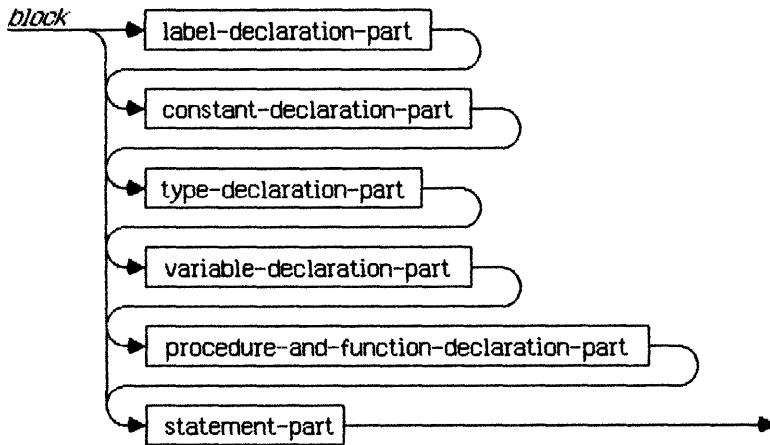 block
label-declaration-part
constant-declaration-part
type-declaration-part
variable-declaration-part
procedure-and-function-declaration-part
statement-part